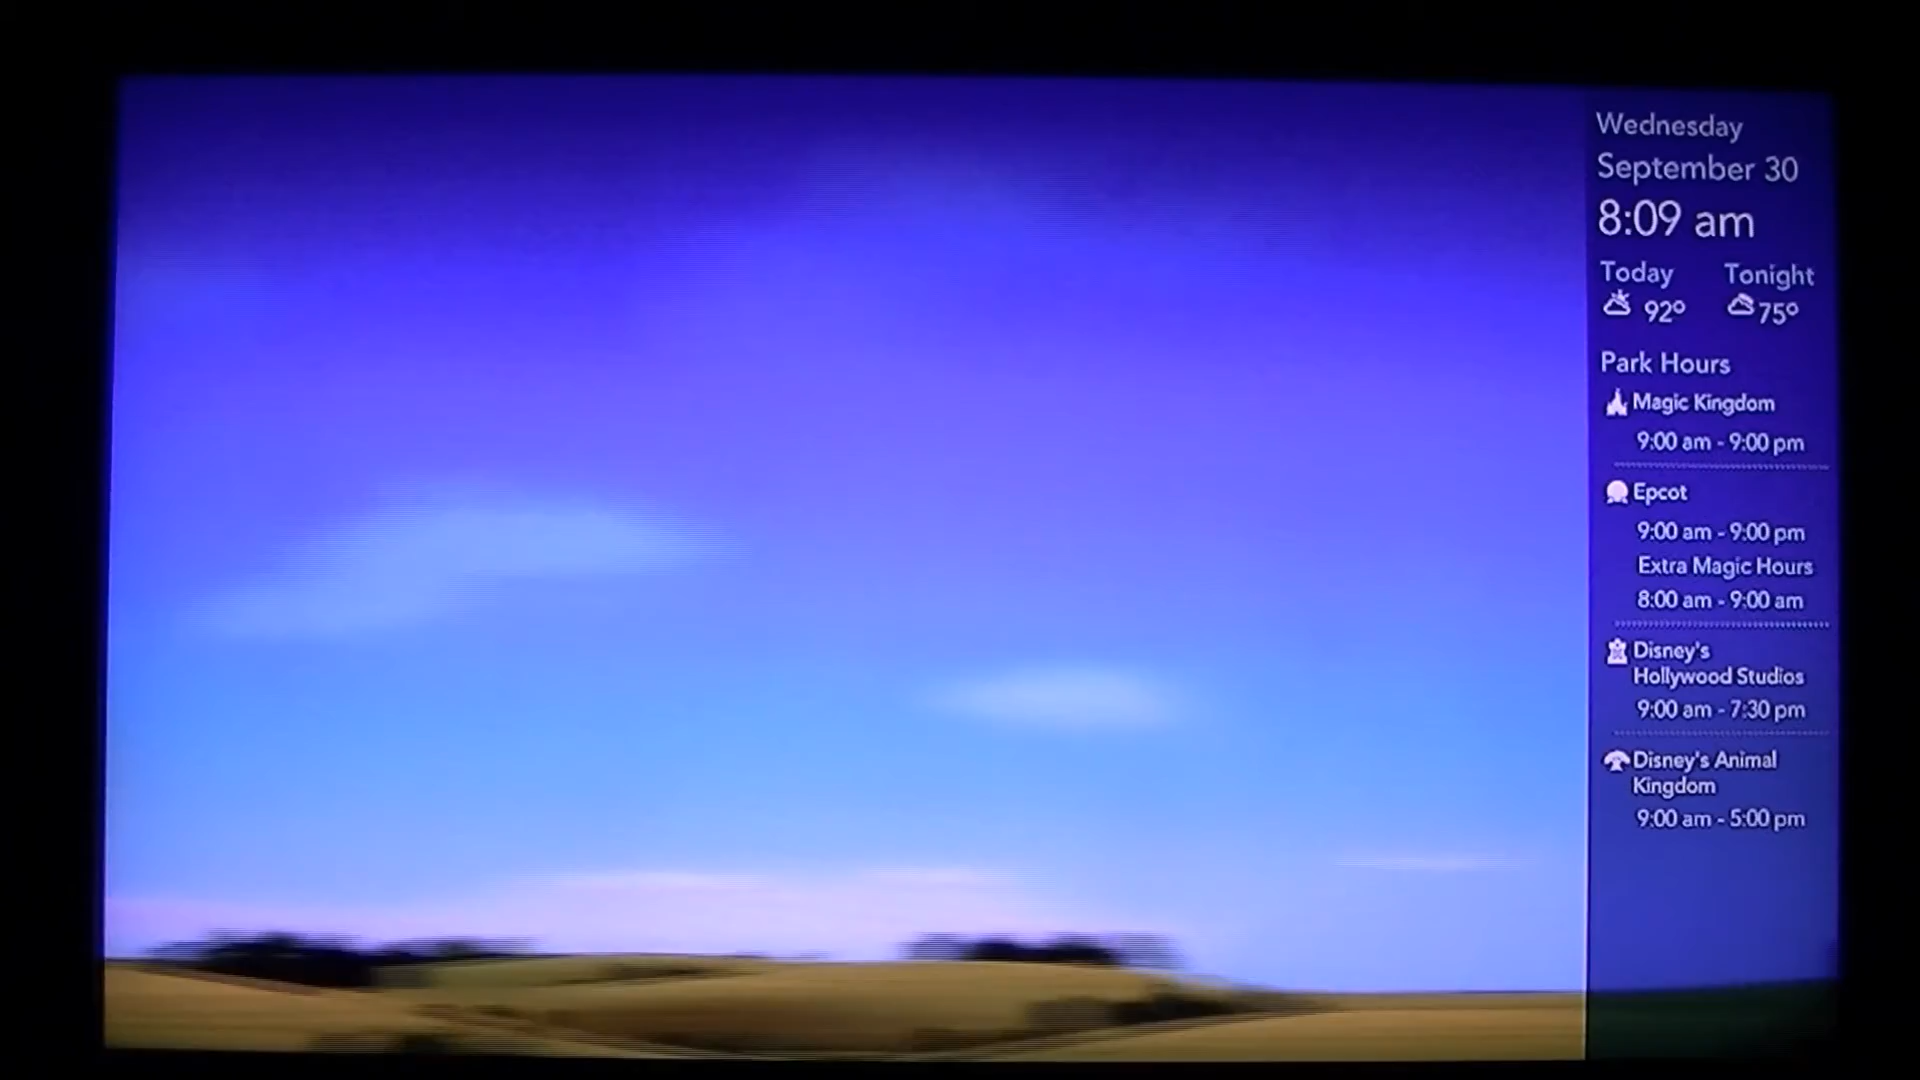 Wednesday
September 30
8:09 am
Today Tonight
92° 75°
Park Hours
Magic Kingdom
9:00 am - 9:00 pm
Epcot
9:00 am - 9:00 pm
Extra Magic Hours
8:00 am - 9:00 am
Disney's
Hollywood Studios
9:00 am - 7:30 pm
Disney's Animal
Kingdom
9:00 am - 5:00 pm